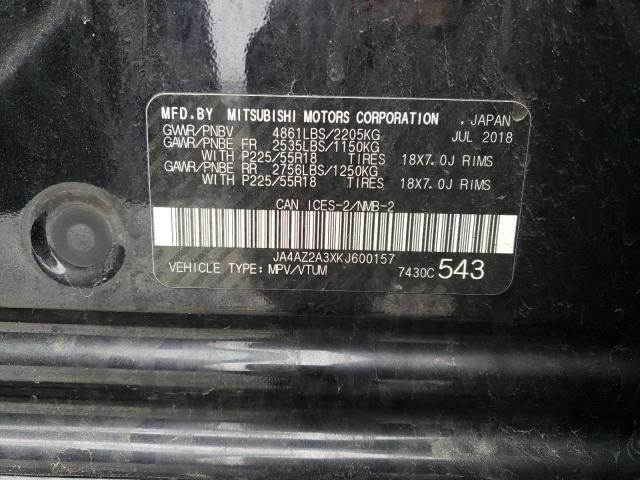 MFD.BY MITSUBISHI MOTORS CORPORATION . JAPAN
GVWR/PNBV 4861LBS/2205KG JUL 2018
GAWR/PNBE FR 2535LBS/1150KG
WITH P225/55R18 TIRES 18X7.0J RIMS
GAWR/PNBE RR 2756LBS/1250KG
WITH P225/55R18 TIRES 18X7.0J RIMS
CAN ICES-2/NMB-2
JA4AZ2A3XKJ600157
VEHICLE TYPE:MPV/VTUM 7430C 543